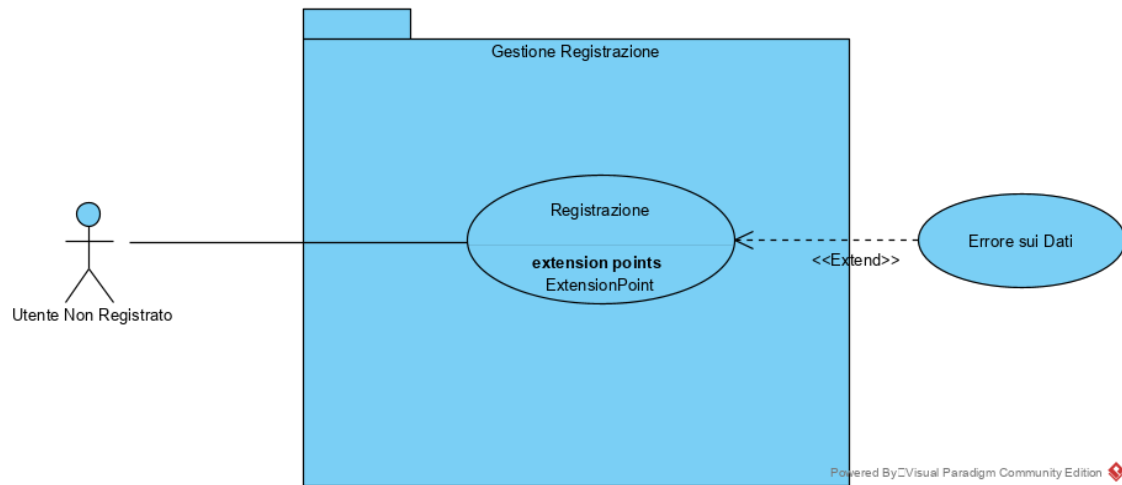 Gestione Registrazione
Registrazione
extension points
ExtensionPoint
Utente Non Registrato
<<Extend>>
Errore sui Dati
Powered By Visual Paradigm Community Edition